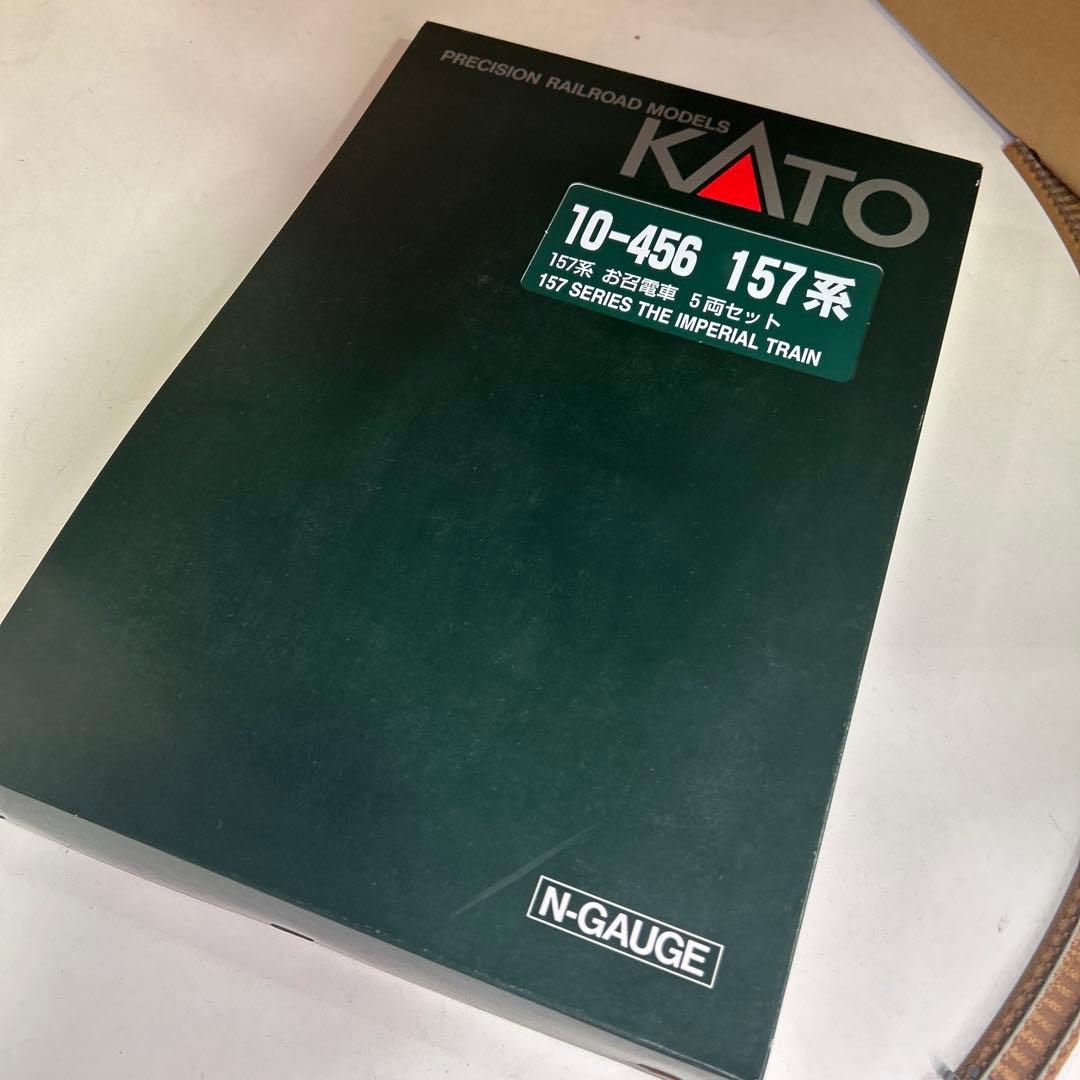 PRECISION RAILROAD MODELS
KATO
10-456 157系
157系 お召電車 5両セット
157 SERIES THE IMPERIAL TRAIN
N-GAUGE